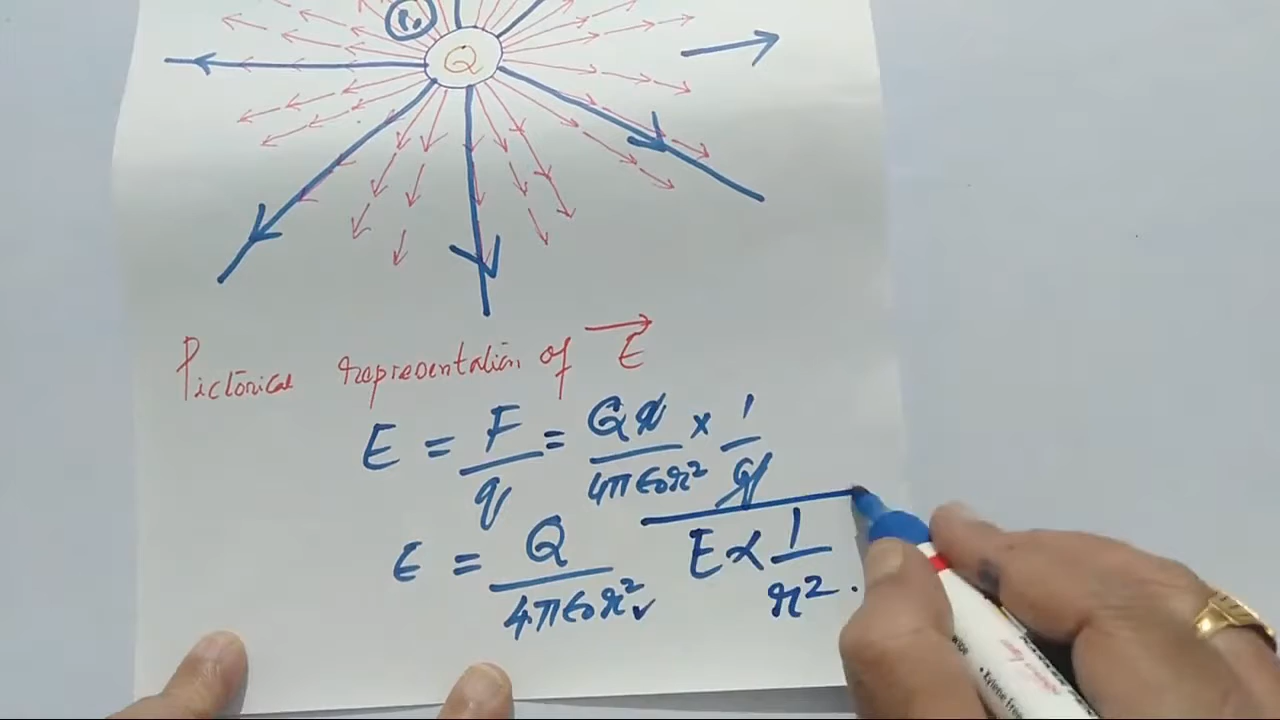 Q
Pictorical representation of E
E = F/q = Qq/4πε₀r² × 1/q
E = Q/4πε₀r² E ∝ 1/r².